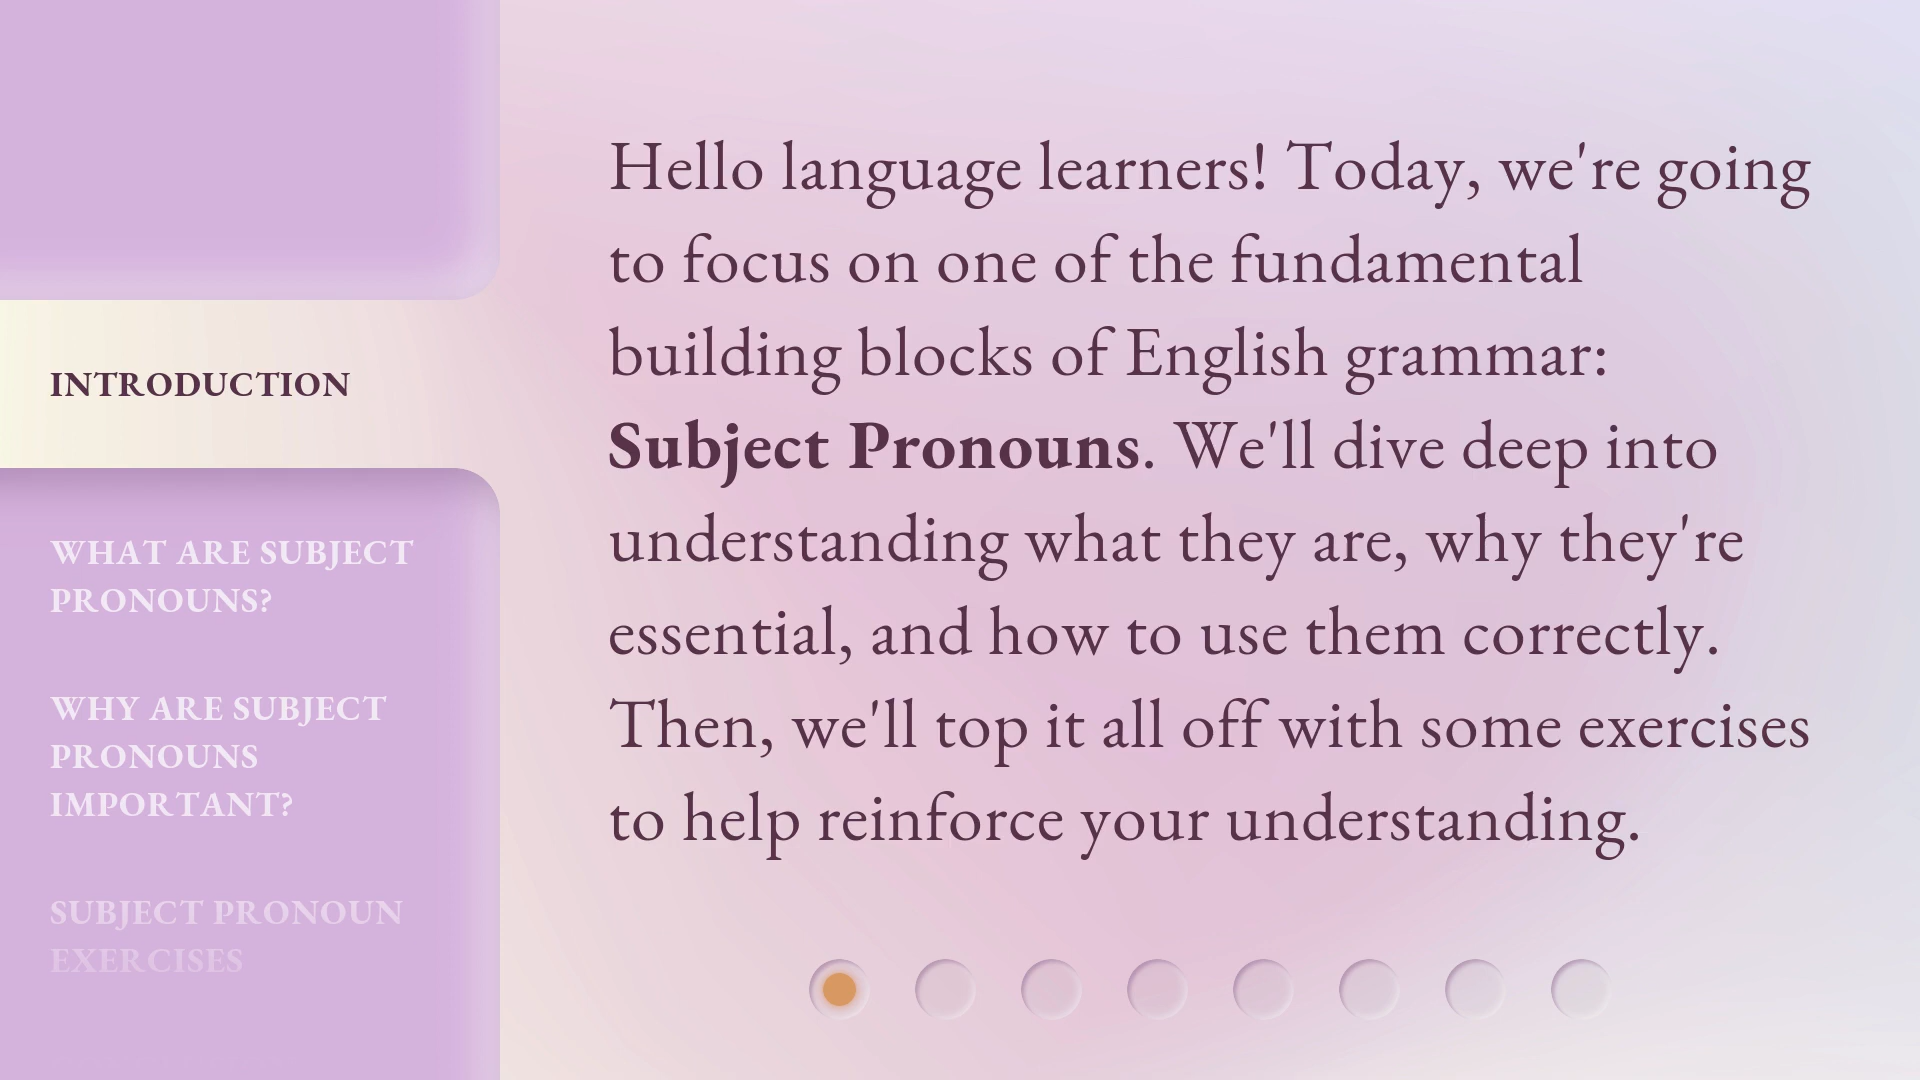 INTRODUCTION
WHAT ARE SUBJECT
PRONOUNS?
WHY ARE SUBJECT
PRONOUNS
IMPORTANT?
SUBJECT PRONOUN
EXERCISES
Hello language learners! Today, we're going
to focus on one of the fundamental
building blocks of English grammar:
Subject Pronouns. We'll dive deep into
understanding what they are, why they're
essential, and how to use them correctly.
Then, we'll top it all off with some exercises
to help reinforce your understanding.